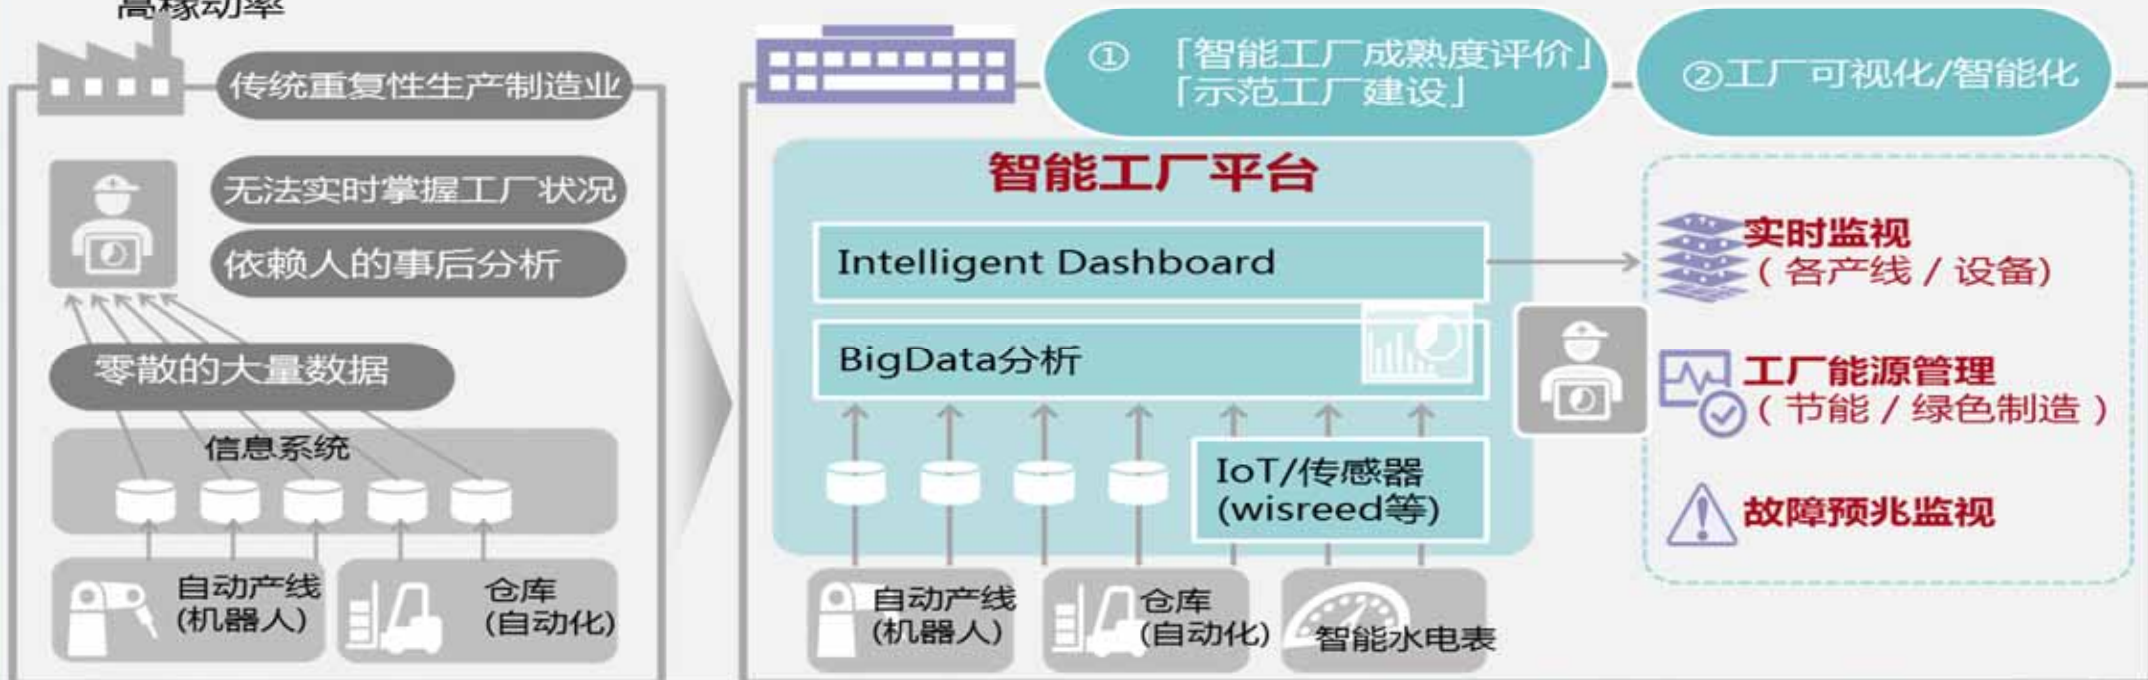 高稼动率
传统重复性生产制造业
无法实时掌握工厂状况
依赖人的事后分析
零散的大量数据
信息系统
自动产线
(机器人)
仓库
(自动化)
① 「智能工厂成熟度评价」
「示范工厂建设」
②工厂可视化/智能化
智能工厂平台
Intelligent Dashboard
BigData分析
IoT/传感器
(wisreed等)
自动产线
(机器人)
仓库
(自动化)
智能水电表
实时监视
(各产线/设备)
工厂能源管理
(节能/绿色制造)
故障预兆监视